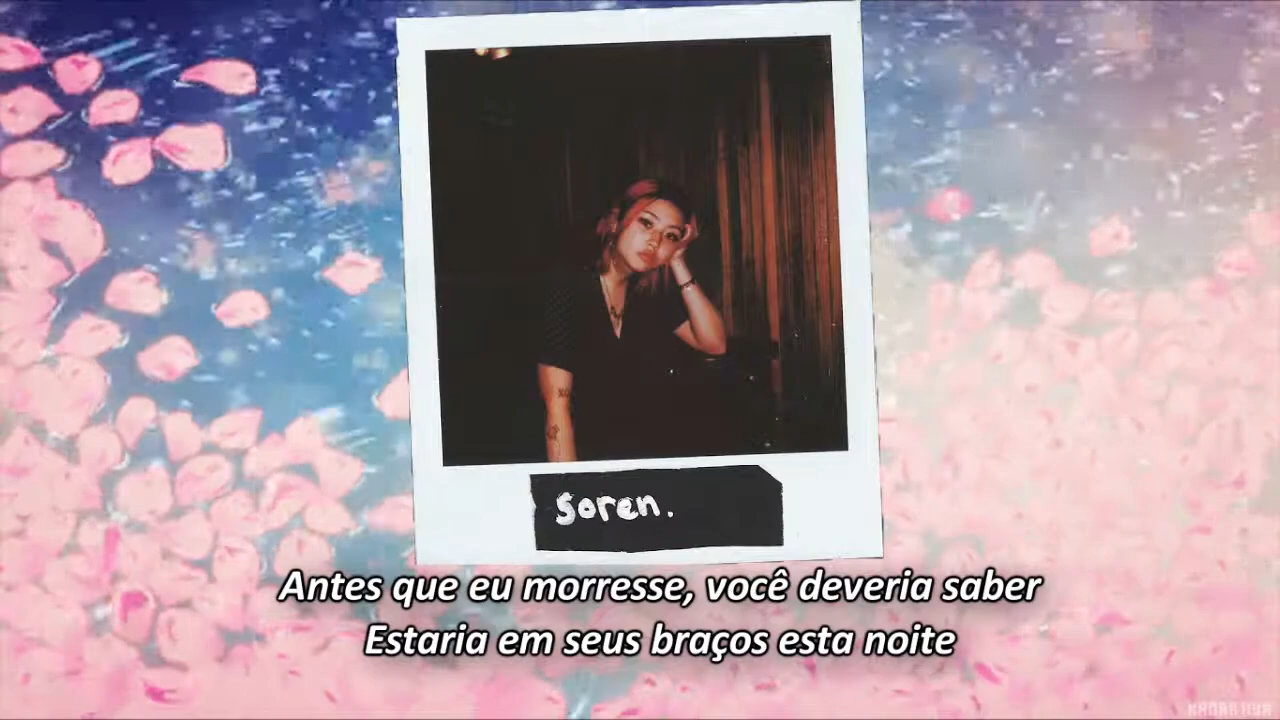 soren.
Antes que eu morresse, você deveria saber
Estaria em seus braços esta noite